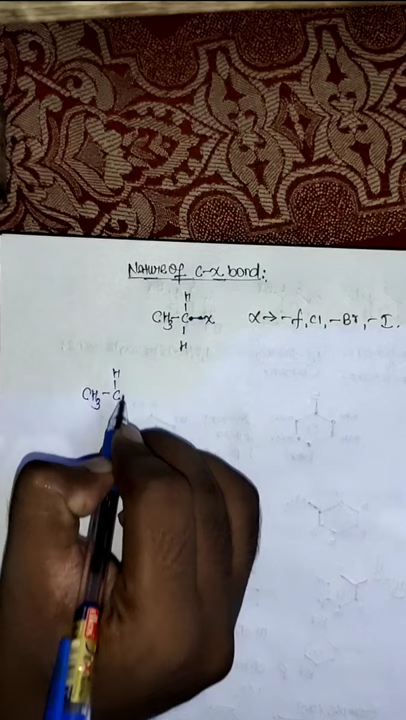 Nature of C-x bond:
H
CH3-C-x x→-f, Cl, -Br, -I.
H
H
CH3-C